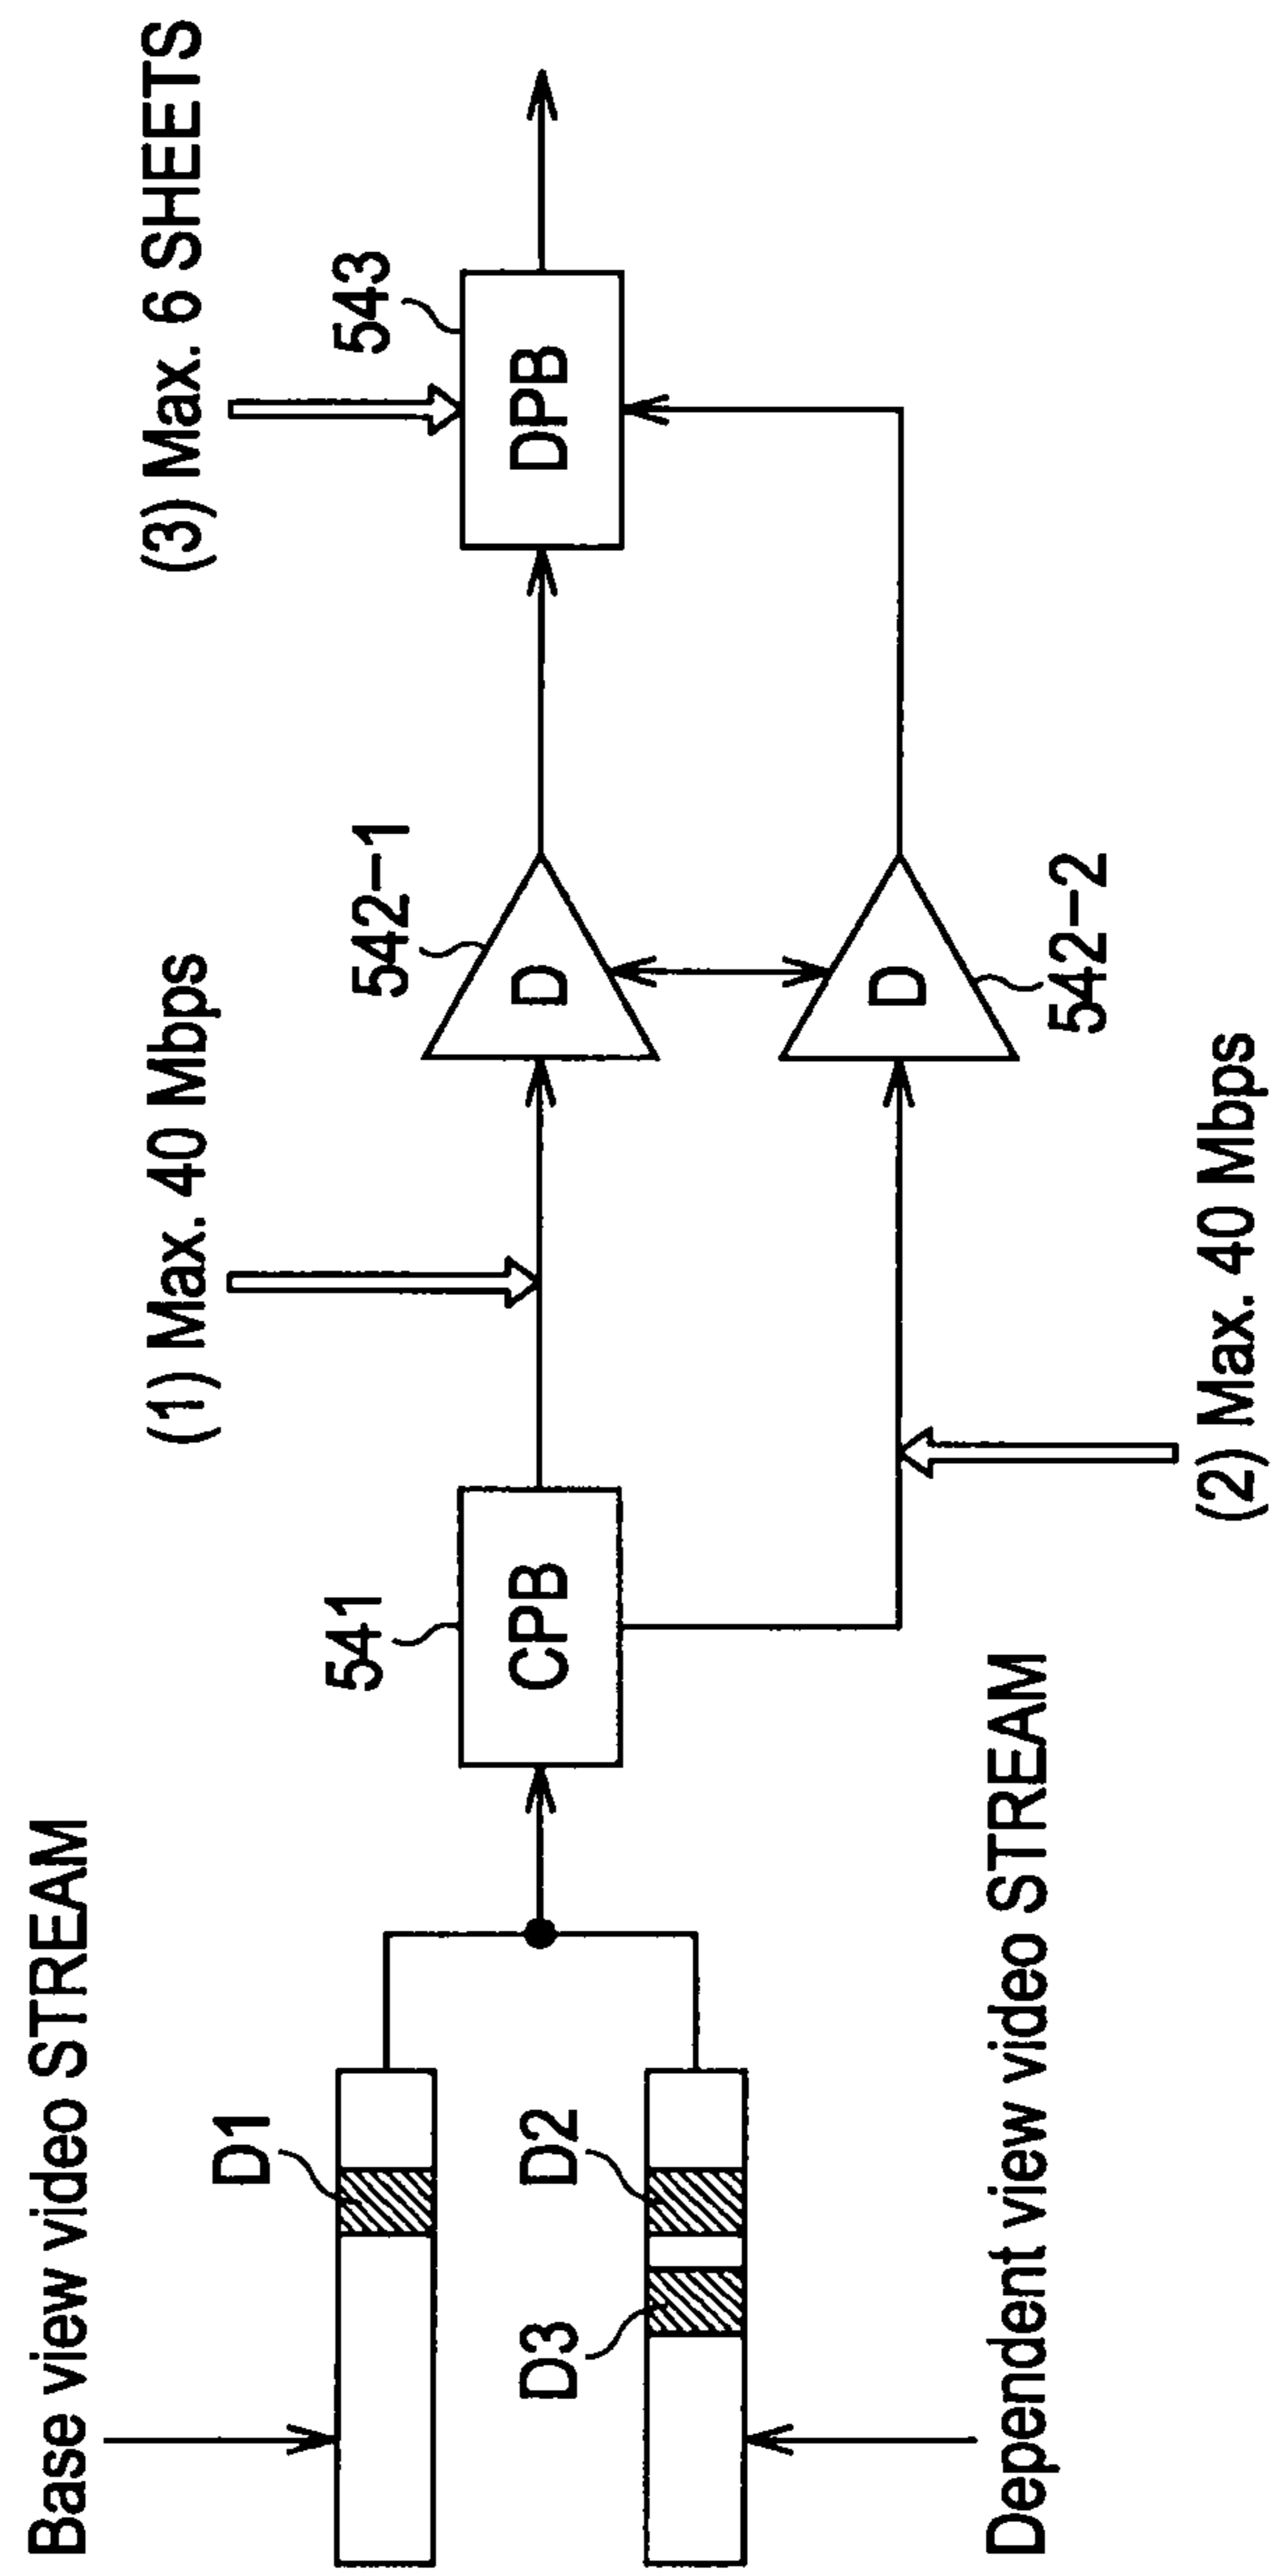 Base view video STREAM
D1
D2
D3
Dependent view video STREAM
541
CPB
(1) Max. 40 Mbps
(2) Max. 40 Mbps
542-1
D
D
542-2
(3) Max. 6 SHEETS
543
DPB